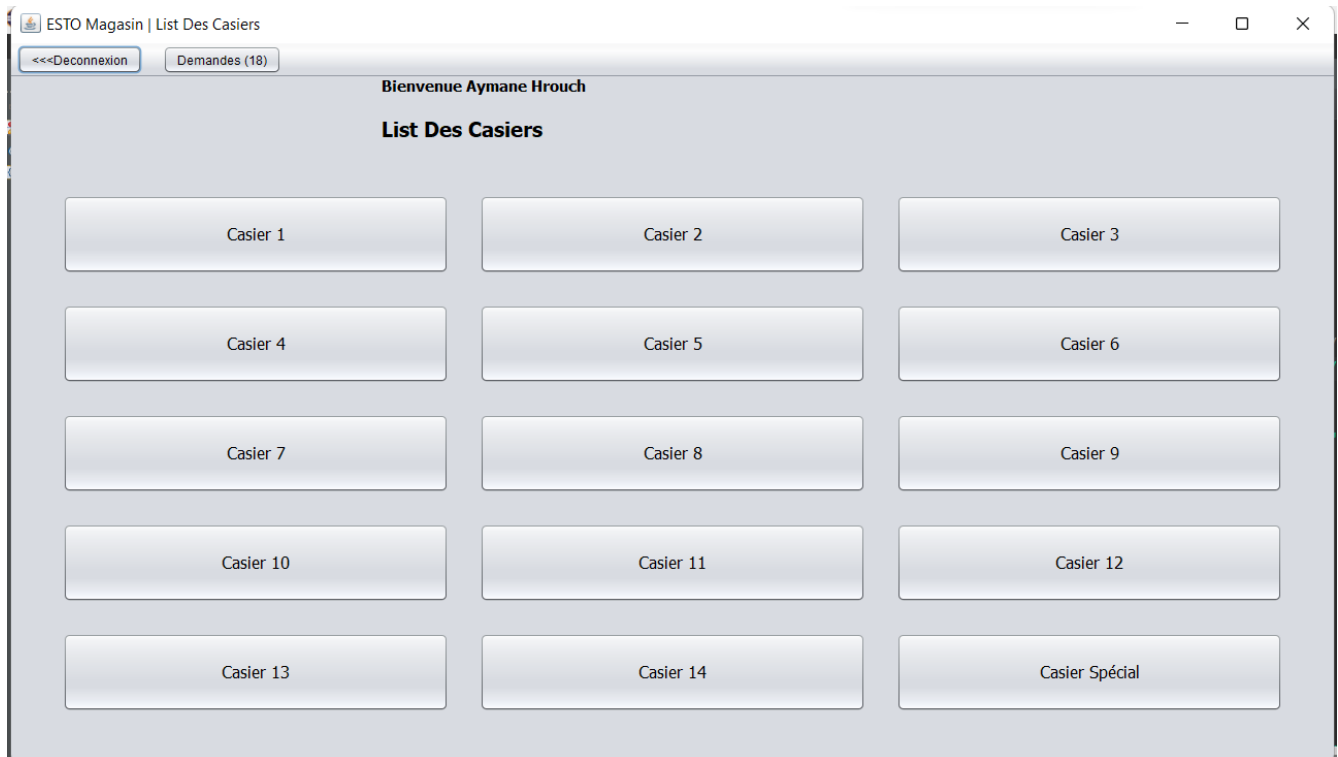 ESTO Magasin | List Des Casiers
<<<Deconnexion Demandes (18)
Bienvenue Aymane Hrouch
List Des Casiers
Casier 1 Casier 2 Casier 3
Casier 4 Casier 5 Casier 6
Casier 7 Casier 8 Casier 9
Casier 10 Casier 11 Casier 12
Casier 13 Casier 14 Casier Spécial